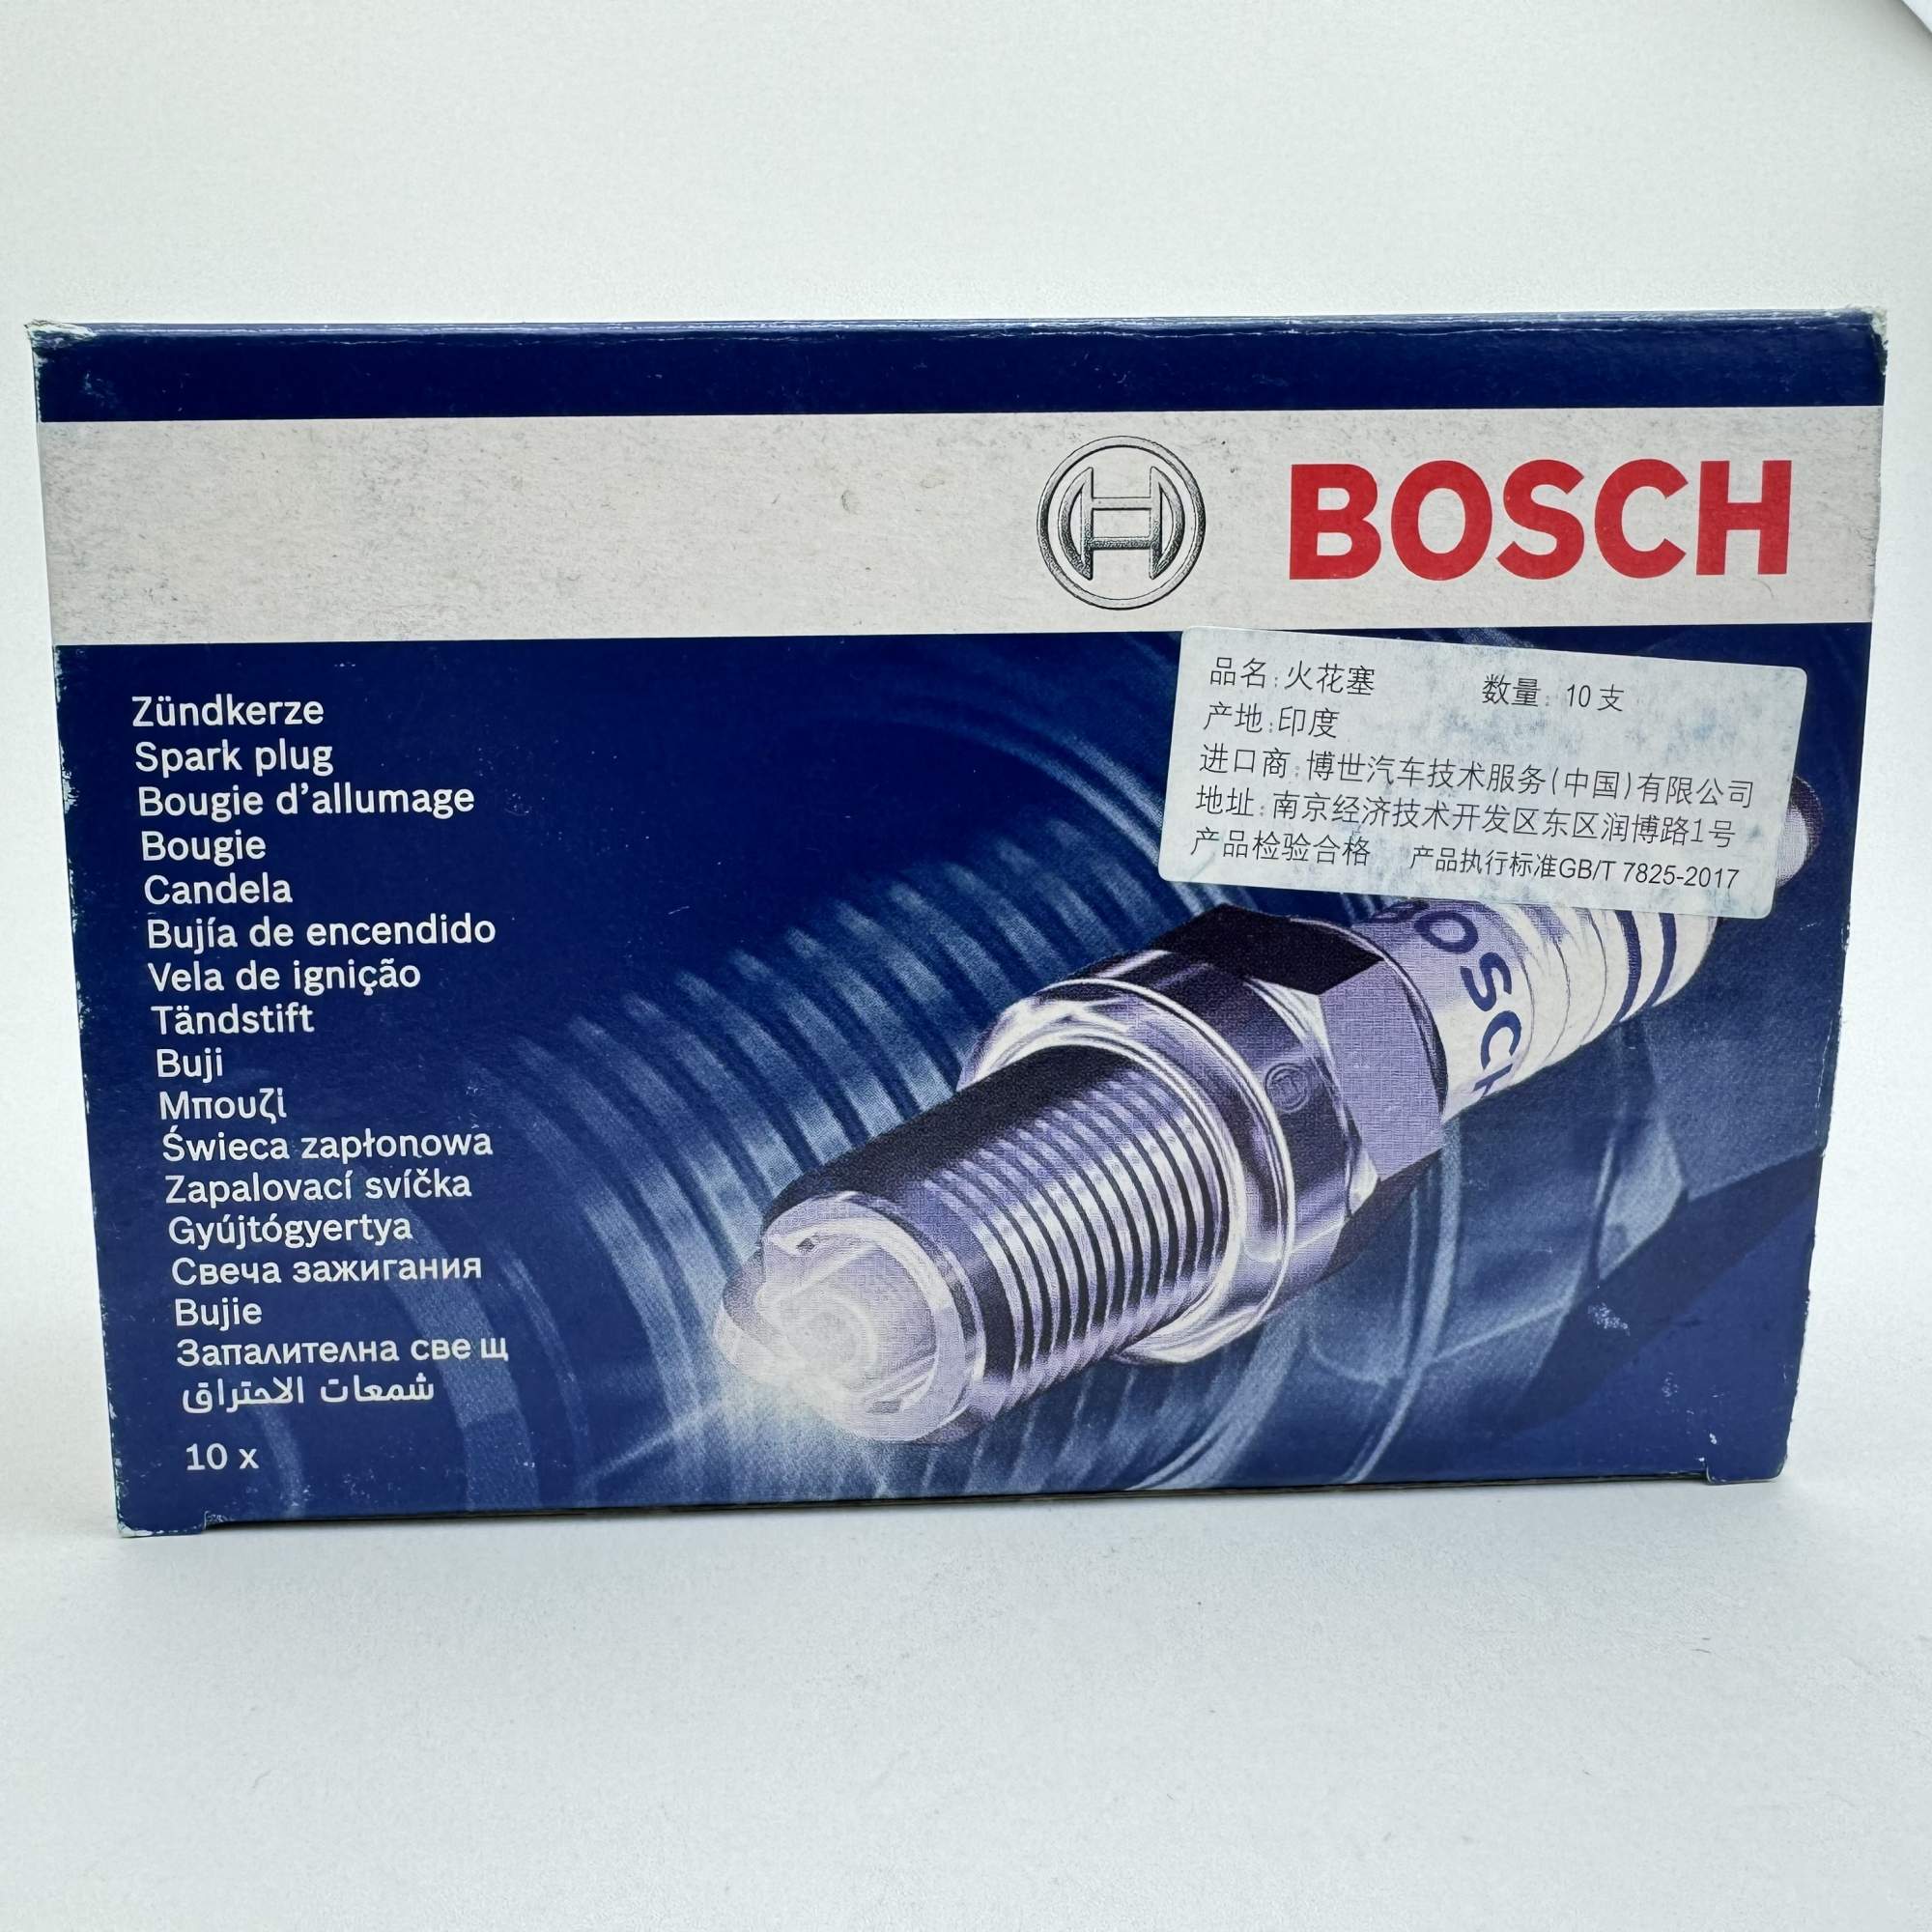 BOSCH
品名:火花塞 数量: 10支
产地:印度
进口商:博世汽车技术服务(中国)有限公司
地址:南京经济技术开发区东区润博路1号
产品检验合格 产品执行标准GB/T 7825-2017
Zündkerze
Spark plug
Bougie d'allumage
Bougie
Candela
Bujía de encendido
Vela de ignição
Tändstift
Buji
Μπουζί
Świeca zapłonowa
Zapalovací svíčka
Gyújtógyertya
Свеча зажигания
Bujie
Запалителна све щ
شمعات الاحتراق
10 x
BOSCH